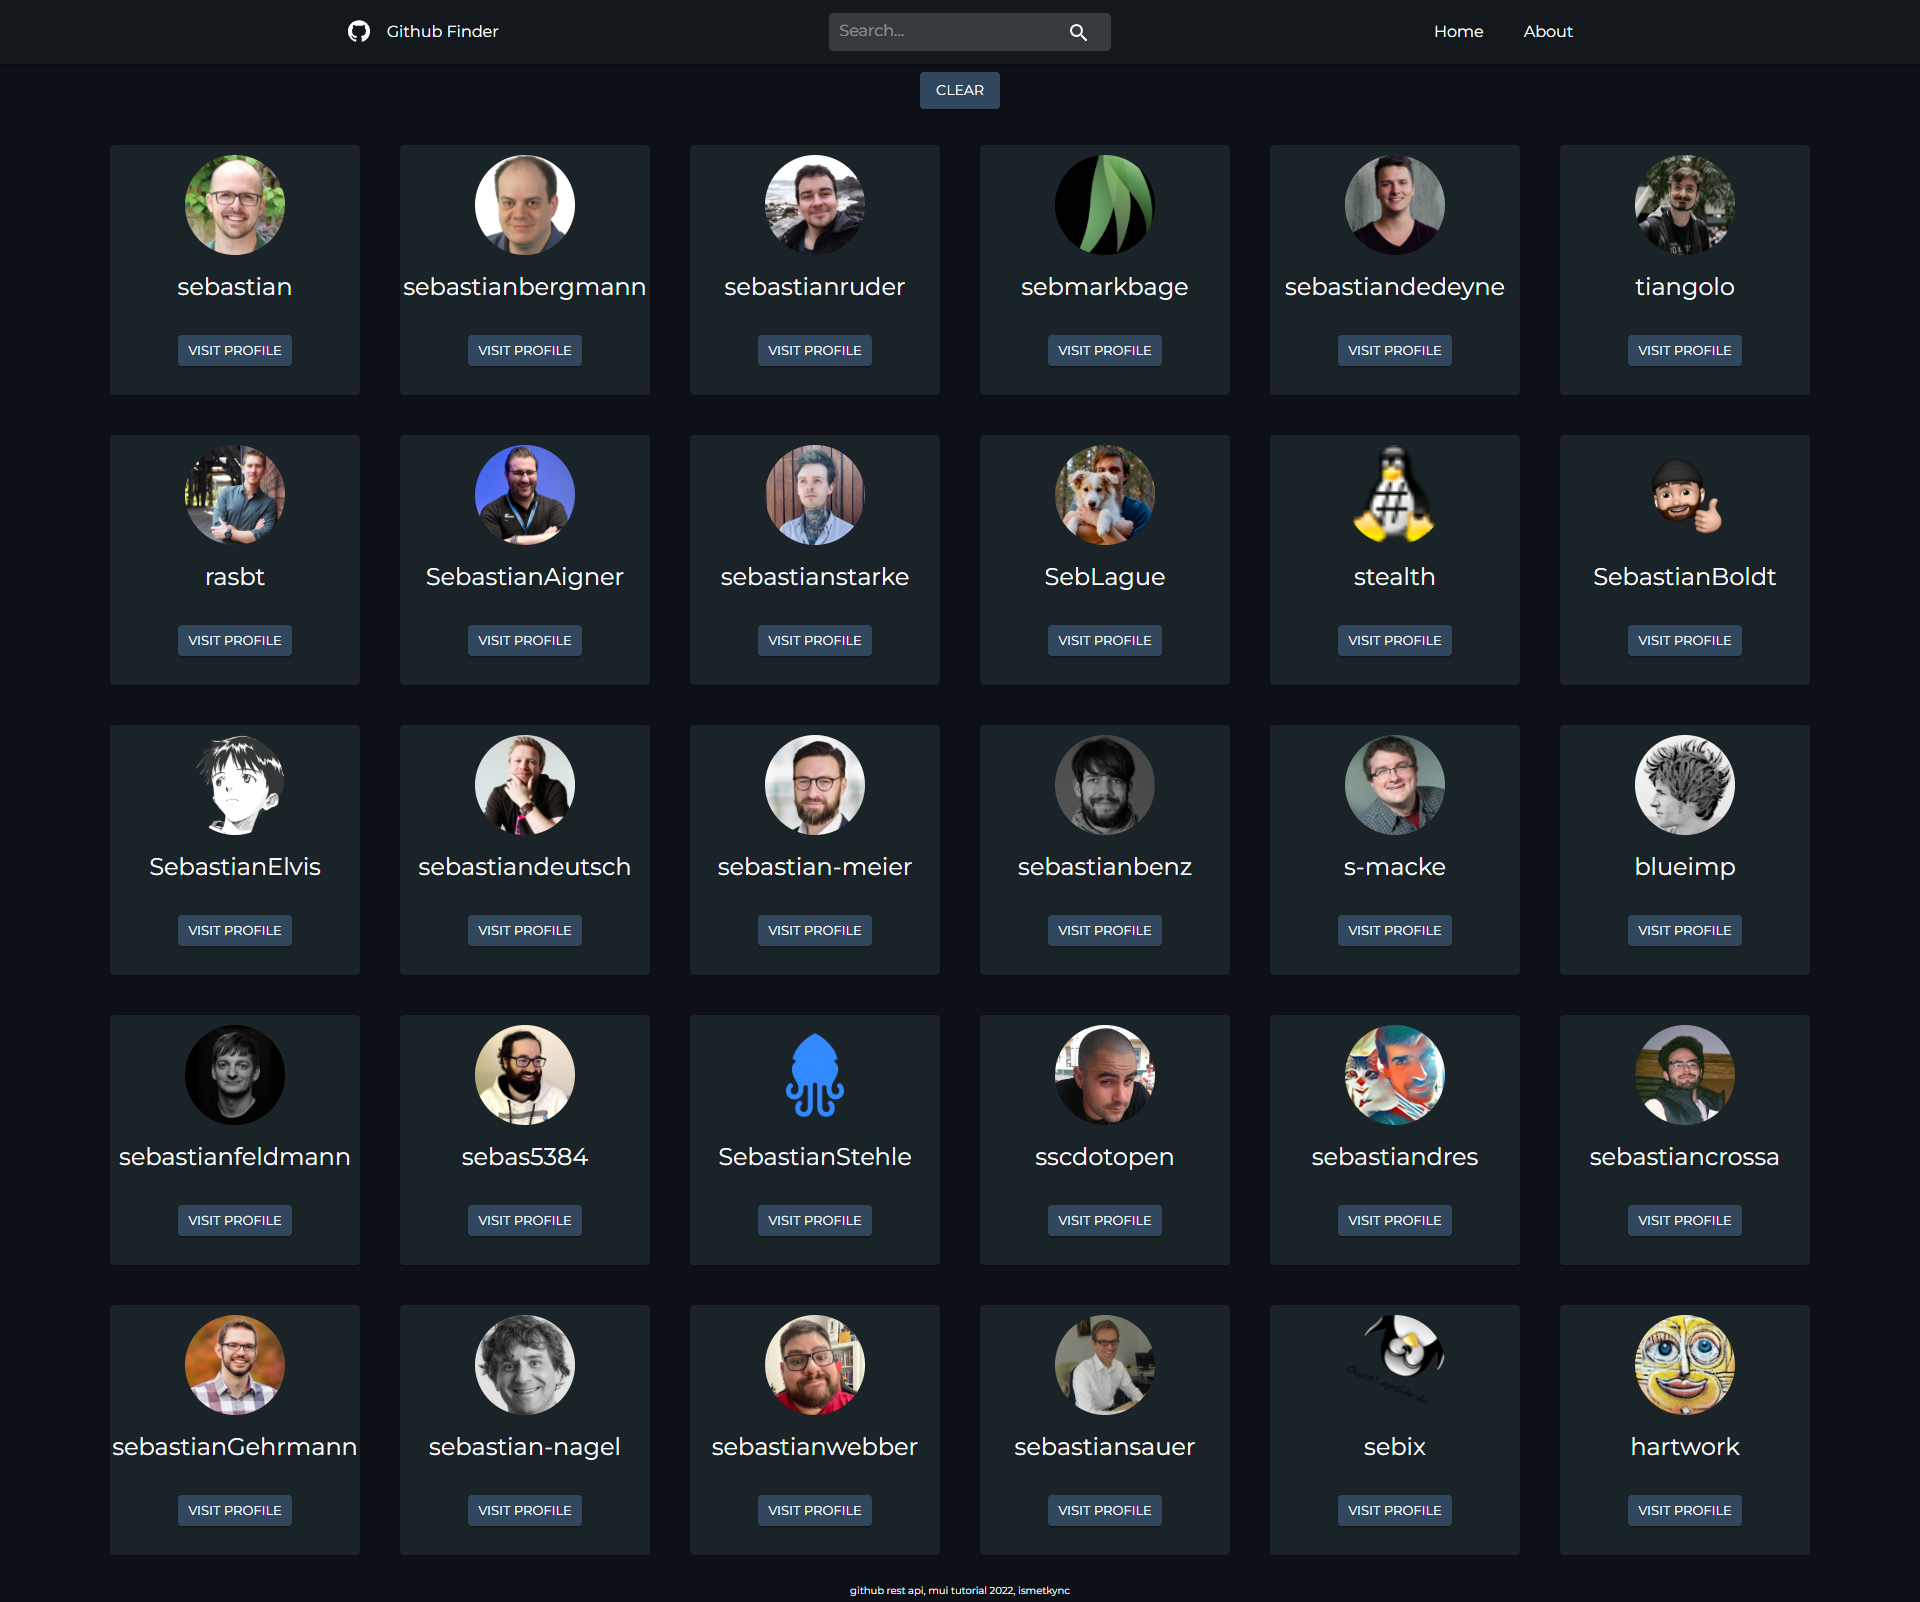 Github Finder
Search...
Home
About
CLEAR
sebastian
sebastianbergmann
sebastianruder
sebmarkbage
sebastiandedeyne
tiangolo
VISIT PROFILE
VISIT PROFILE
VISIT PROFILE
VISIT PROFILE
VISIT PROFILE
VISIT PROFILE
rasbt
SebastianAigner
sebastianstarke
SebLague
stealth
SebastianBoldt
VISIT PROFILE
VISIT PROFILE
VISIT PROFILE
VISIT PROFILE
VISIT PROFILE
VISIT PROFILE
SebastianElvis
sebastiandeutsch
sebastian-meier
sebastianbenz
s-macke
blueimp
VISIT PROFILE
VISIT PROFILE
VISIT PROFILE
VISIT PROFILE
VISIT PROFILE
VISIT PROFILE
sebastianfeldmann
sebas5384
SebastianStehle
sscdotopen
sebastiandres
sebastiancrossa
VISIT PROFILE
VISIT PROFILE
VISIT PROFILE
VISIT PROFILE
VISIT PROFILE
VISIT PROFILE
sebastianGehrmann
sebastian-nagel
sebastianwebber
sebastiansauer
sebix
hartwork
VISIT PROFILE
VISIT PROFILE
VISIT PROFILE
VISIT PROFILE
VISIT PROFILE
VISIT PROFILE
github rest api, mui tutorial 2022, ismetkync